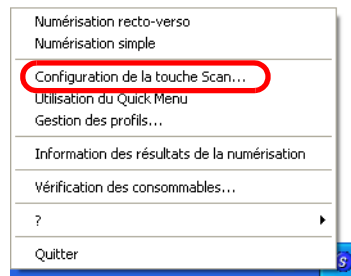 Numérisation recto-verso
Numérisation simple
Configuration de la touche Scan...
Utilisation du Quick Menu
Gestion des profils...
Information des résultats de la numérisation
Vérification des consommables...
?
Quitter
S